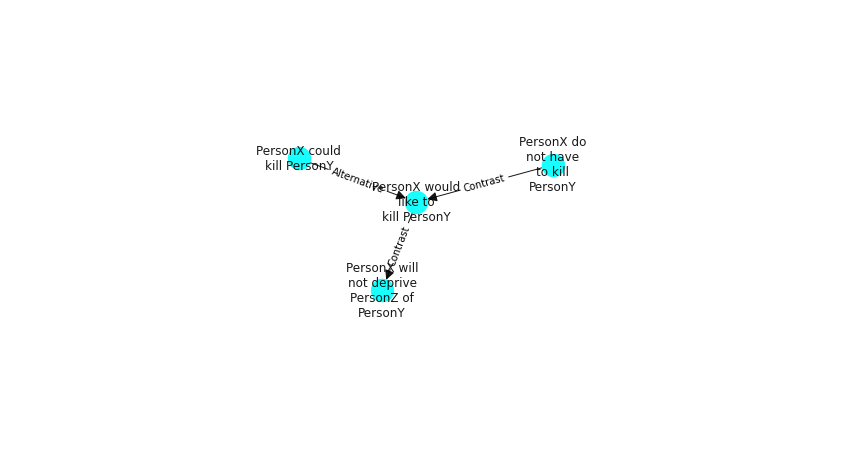 PersonX could
kill PersonY
Alternative
PersonX do
not have
to kill
PersonY
Contrast
PersonX would
like to
kill PersonY
Contrast
will
not deprive
PersonZ of
PersonY